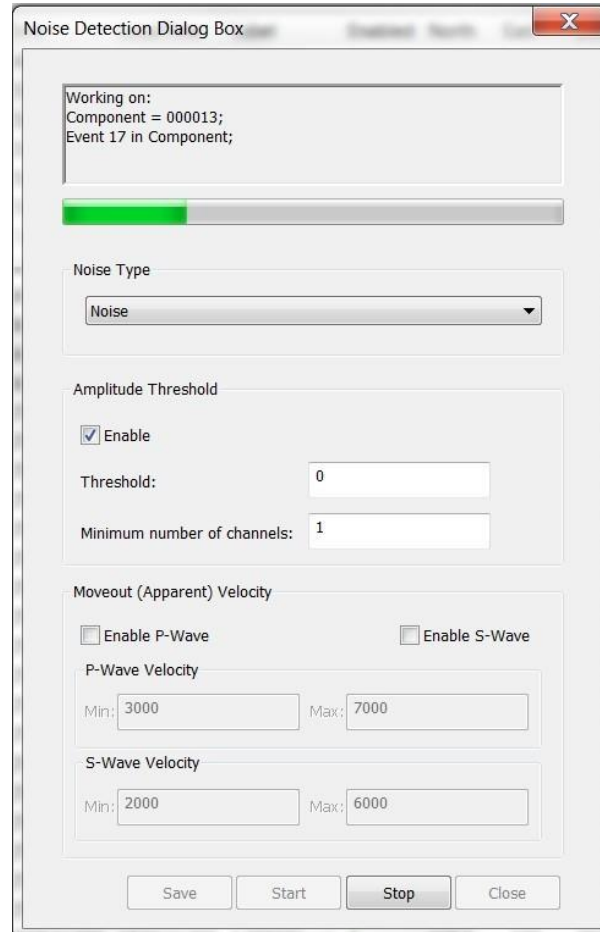 Noise Detection Dialog Box
Working on:
Component = 000013;
Event 17 in Component;
Noise Type
Noise
Amplitude Threshold
Enable
Threshold: 0
Minimum number of channels: 1
Moveout (Apparent) Velocity
Enable P-Wave Enable S-Wave
P-Wave Velocity
Min: 3000 Max: 7000
S-Wave Velocity
Min: 2000 Max: 6000
Save Start Stop Close